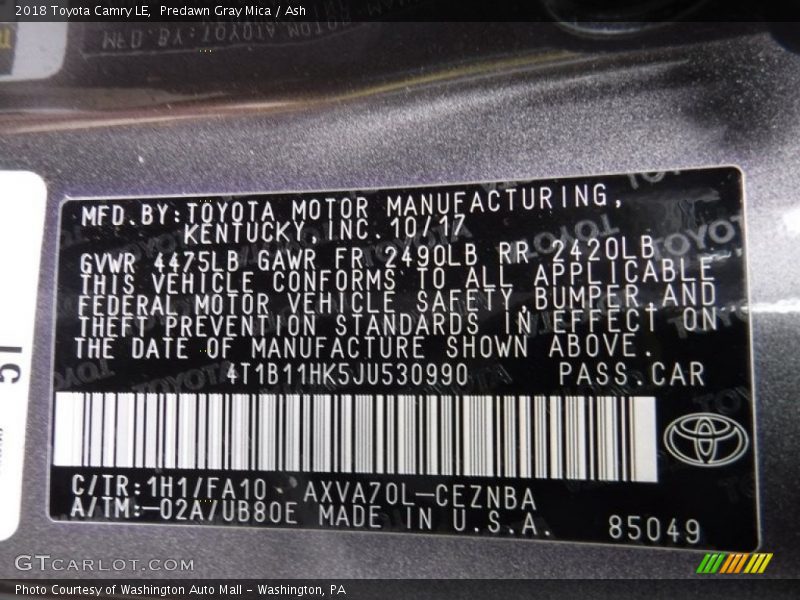 2018 Toyota Camry LE,  Predawn Gray Mica / Ash
MFD.BY:TOYOTA MOTOR MANUFACTURING,
KENTUCKY,INC.10/17
GVWR 4475LB GAWR FR 2490LB RR 2420LB
THIS VEHICLE CONFORMS TO ALL APPLICABLE
FEDERAL MOTOR VEHICLE SAFETY,BUMPER,AND
THEFT PREVENTION STANDARDS IN EFFECT ON
THE DATE OF MANUFACTURE SHOWN ABOVE.
4T1B11HK5JU530990 PASS.CAR
C/TR:1H1/FA10 AXVA70L-CEZNBA
A/TM:-02A/UB80E MADE IN U.S.A. 85049
GTCARLOT.COM
Photo Courtesy of Washington Auto Mall - Washington, PA